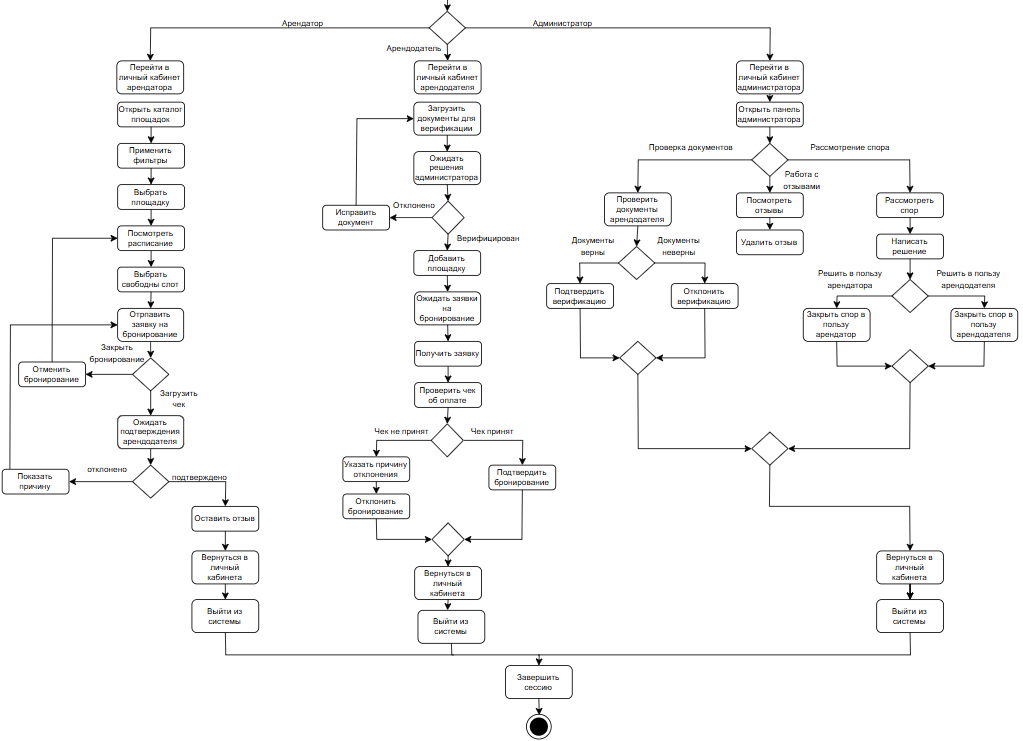 Арендатор
Администратор
Арендодатель
Перейти в
личный кабинет
арендатора
Открыть каталог
площадок
Применить
фильтры
Выбрать
площадку
Посмотреть
расписание
Выбрать
свободны слот
Отрпавить
заявку на
бронирование
Закрыть
бронирование
Отменить
бронирование
Загрузить
чек
Ожидать
подтверждения
арендодателя
отклонено
подтверждено
Показать
причину
Оставить отзыв
Вернуться в
личный
кабинета
Выйти из
системы
Перейти в
личный кабинет
арендодателя
Загрузить
документы для
верификации
Ожидать
решения
администратора
Отклонено
Исправить
документ
Верифицирован
Добавить
площадку
Ожидать заявки
на
бронирование
Получить заявку
Проверить чек
об оплате
Чек не принят
Чек принят
Указать причину
отклонения
Отклонить
бронирование
Подтвердить
бронирование
Вернуться в
личный
кабинета
Выйти из
системы
Перейти в
личный кабинет
администратора
Открыть панель
администратора
Проверка документов
Рассмотрение спора
Работа с
отзывами
Проверить
документы
арендодателя
Посмотреть
отзывы
Удалить отзыв
Рассмотреть
спор
Написать
решение
Документы
верны
Документы
неверны
Подтвердить
верификацию
Отклонить
верификацию
Решить в пользу
арендатора
Решить в пользу
арендодателя
Закрыть спор в
пользу
арендатор
Закрыть спор в
пользу
арендодателя
Вернуться в
личный
кабинета
Выйти из
системы
Завершить
сессию